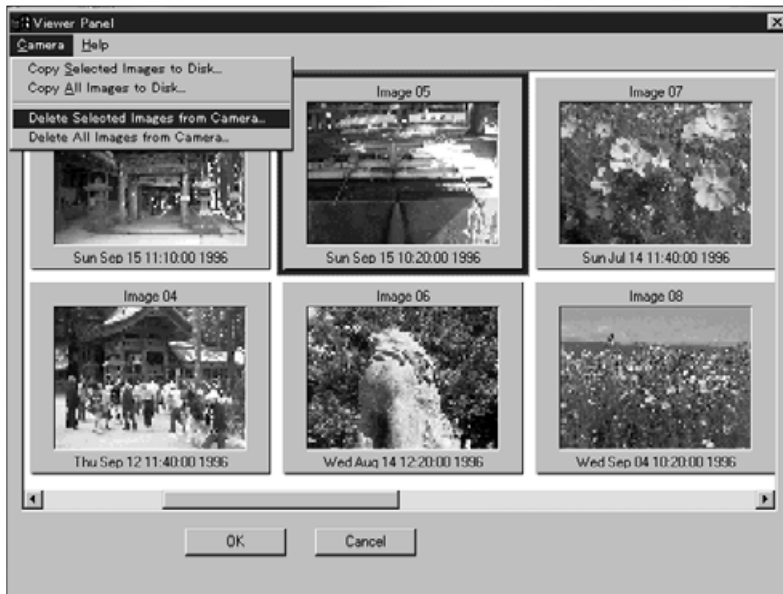 Viewer Panel
Camera Help
Copy Selected Images to Disk...
Copy All Images to Disk...
Delete Selected Images from Camera...
Delete All Images from Camera...
Image 05
Image 07
Sun Sep 15 11:10:00 1996
Sun Sep 15 10:20:00 1996
Sun Jul 14 11:40:00 1996
Image 04
Image 06
Image 08
Thu Sep 12 11:40:00 1996
Wed Aug 14 12:20:00 1996
Wed Sep 04 10:20:00 1996
OK
Cancel